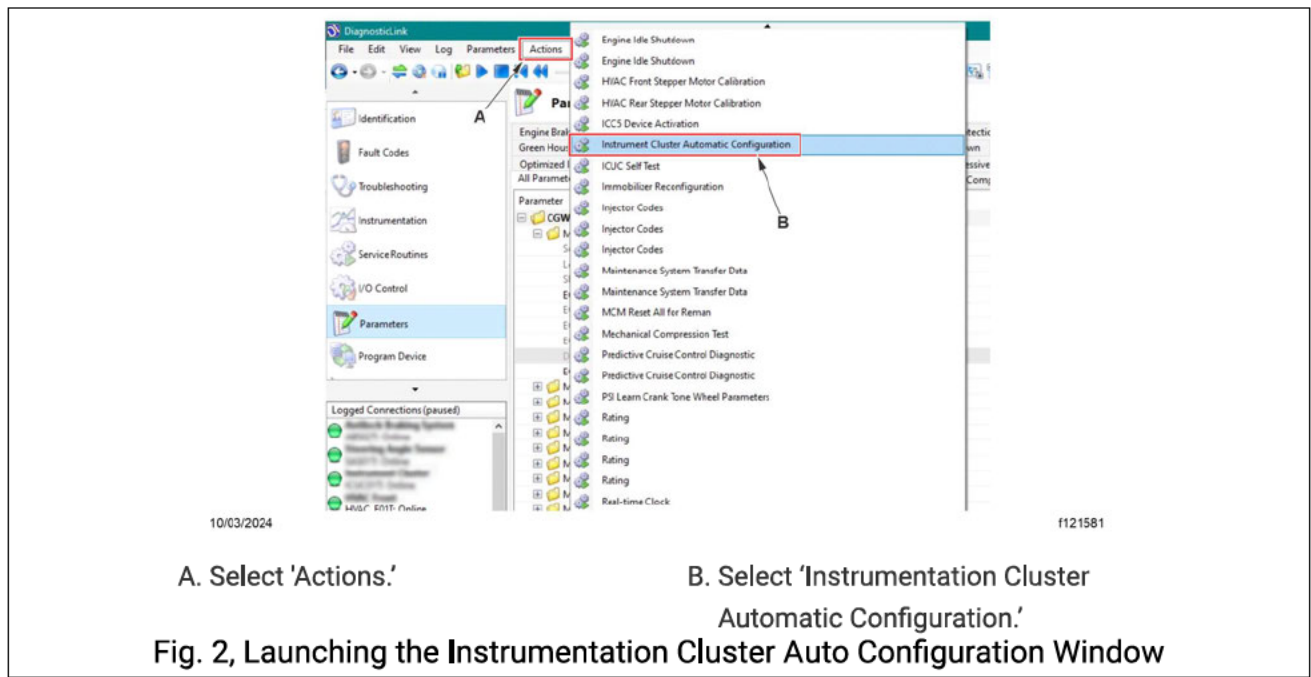 DiagnosticLink
File Edit View Log Parameters Actions
Engine Idle Shutdown
Engine Idle Shutdown
HVAC Front Stepper Motor Calibration
HVAC Rear Stepper Motor Calibration
ICC5 Device Activation
Instrument Cluster Automatic Configuration
ICUC Self Test
Immobilizer Reconfiguration
Injector Codes
Injector Codes
Injector Codes
Maintenance System Transfer Data
Maintenance System Transfer Data
MCM Reset All for Reman
Mechanical Compression Test
Predictive Cruise Control Diagnostic
Predictive Cruise Control Diagnostic
PSI Learn Crank Tone Wheel Parameters
Rating
Rating
Rating
Rating
Real-time Clock
A
B
Identification
Fault Codes
Troubleshooting
Instrumentation
Service Routines
I/O Control
Parameters
Program Device
Logged Connections (paused)
HVAC_F01T: Online
Par
Engine Brak
Green Hous
Optimized I
All Paramet
Parameter
CGW
10/03/2024
f121581
A. Select 'Actions.’
B. Select ‘Instrumentation Cluster
Automatic Configuration.’
Fig. 2, Launching the Instrumentation Cluster Auto Configuration Window